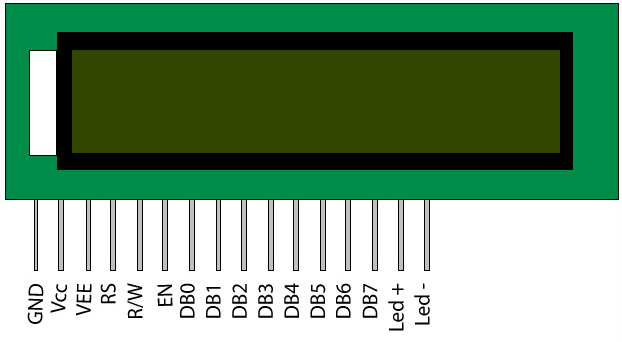 GND
Vcc
VEE
RS
R/W
EN
DB0
DB1
DB2
DB3
DB4
DB5
DB6
DB7
Led +
Led -